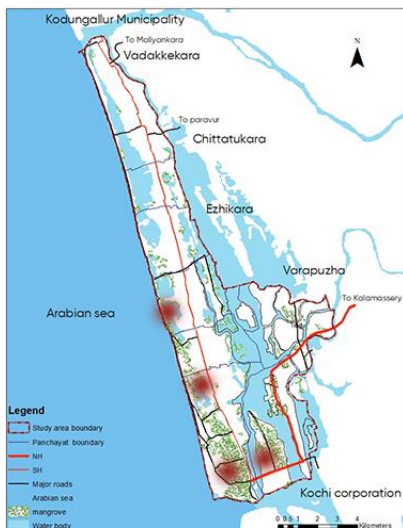 Kodungallur Municipality
To Maliyankara
Vadakkekara
N
To paravur
Chittatukara
Ezhikara
Varapuzha
To Kalamassery
Arabian sea
Legend
Study area boundary
Panchayat boundary
NH
SH
Major roads
Arabian sea
mangrove
Water body
Kochi corporation
Kilometers